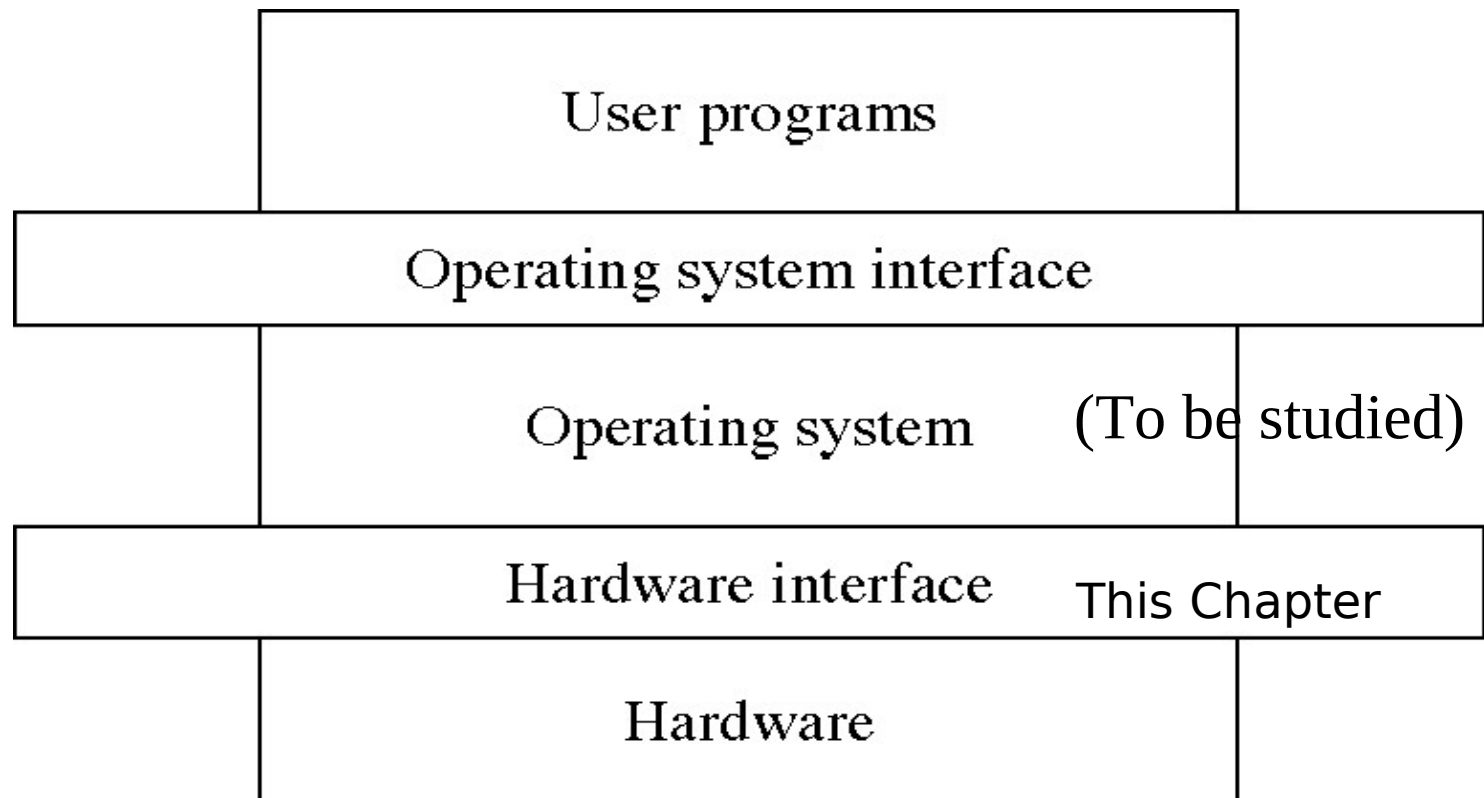 User programs
Operating system interface
Operating system (To be studied)
Hardware interface This Chapter
Hardware